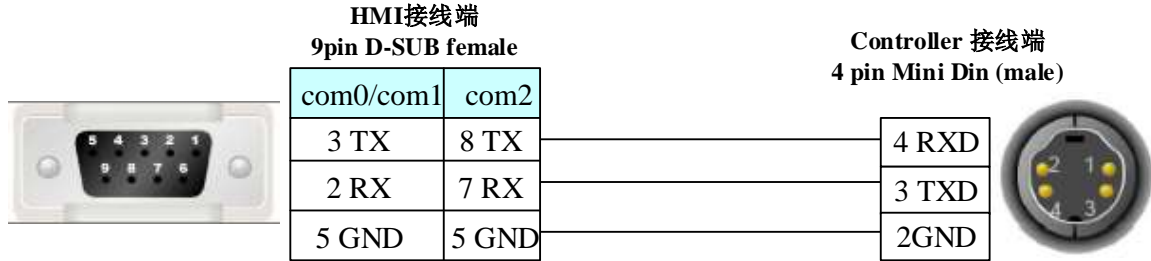 HMI接线端
9pin D-SUB female
Controller 接线端
4 pin Mini Din (male)
com0/com1 com2
3 TX 8 TX 4 RXD
2 RX 7 RX 3 TXD
5 GND 5 GND 2GND
5 4 3 2 1
9 8 7 6
2 1
4 3